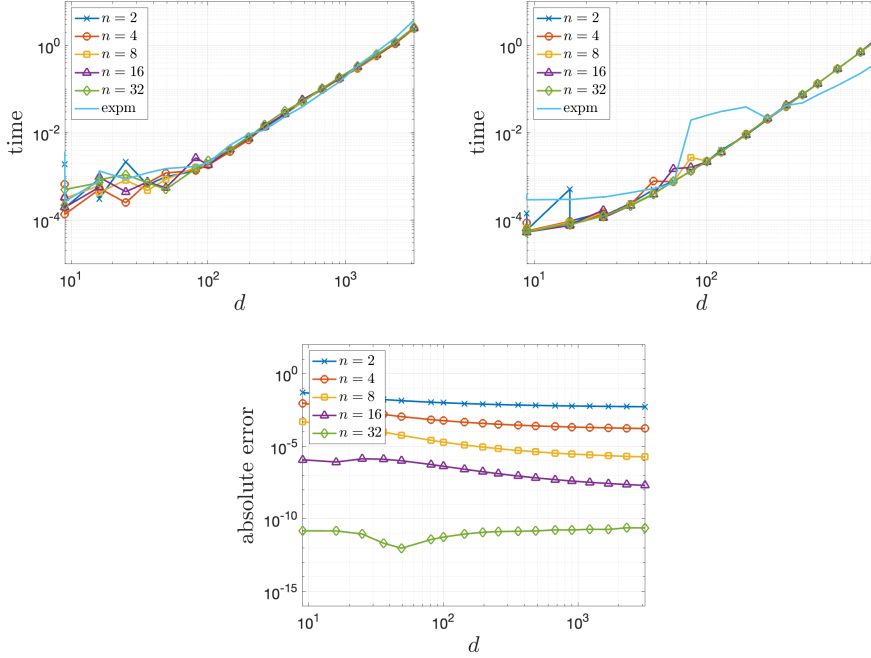 10^0
10^-2
10^-4
time
n = 2
n = 4
n = 8
n = 16
n = 32
expm
10^1
10^2
10^3
d
10^0
10^-2
10^-4
time
n = 2
n = 4
n = 8
n = 16
n = 32
expm
10^1
10^2
d
10^0
10^-5
10^-10
10^-15
absolute error
n = 2
n = 4
n = 8
n = 16
n = 32
10^1
10^2
10^3
d